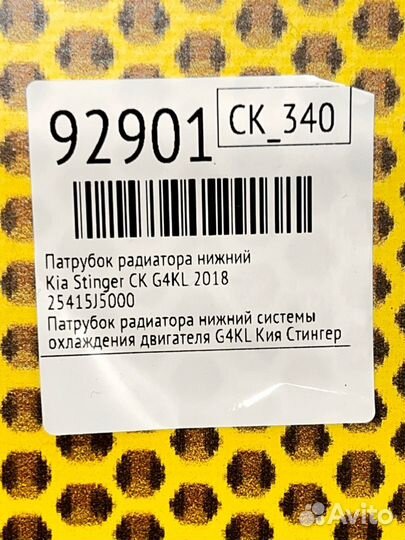 92901
CK_340
Патрубок радиатора нижний
Kia Stinger CK G4KL 2018
25415J5000
Патрубок радиатора нижний системы
охлаждения двигателя G4KL Киа Стингер
Avito